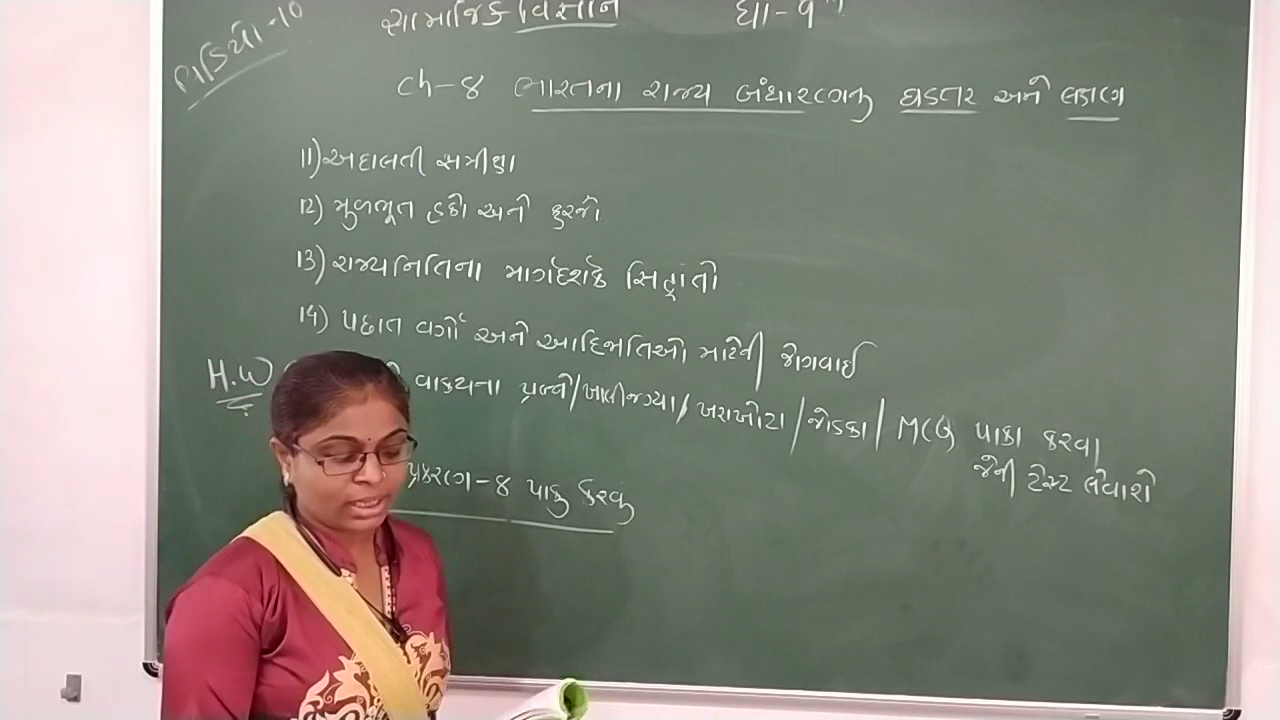 વિડિયો-10
સામાજિક વિજ્ઞાન ધો-9
ch-8 ભારતના રાજ્ય બંધારણનુ ઘડતર અને લક્ષણ
11) અદાલતી સમીક્ષા
12) મુળભૂત હકો અને ફરજો
13) રાજ્યનિતિના માર્ગદર્શક સિદ્ધાંતો
14) પછાત વર્ગો અને આદિજાતિઓ માટેની જોગવાઈ
H.W વાક્યના પ્રશ્નો/ખાલીજગ્યા/ખરાખોટા/જોડકા/MCQ પાકા કરવા
જેની ટેસ્ટ લેવાશે
પ્રકરણ-8 પાકુ કરવું